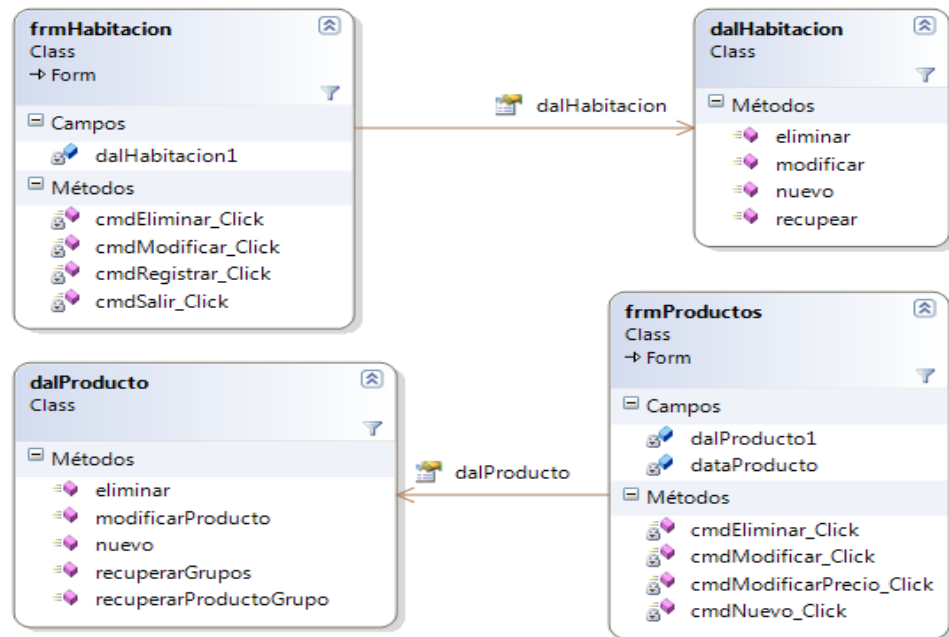 frmHabitacion
Class
Form
Campos
dalHabitacion1
Métodos
cmdEliminar_Click
cmdModificar_Click
cmdRegistrar_Click
cmdSalir_Click
dalHabitacion
dalHabitacion
Class
Métodos
eliminar
modificar
nuevo
recupear
dalProducto
Class
Métodos
eliminar
modificarProducto
nuevo
recuperarGrupos
recuperarProductoGrupo
dalProducto
frmProductos
Class
Form
Campos
dalProducto1
dataProducto
Métodos
cmdEliminar_Click
cmdModificar_Click
cmdModificarPrecio_Click
cmdNuevo_Click